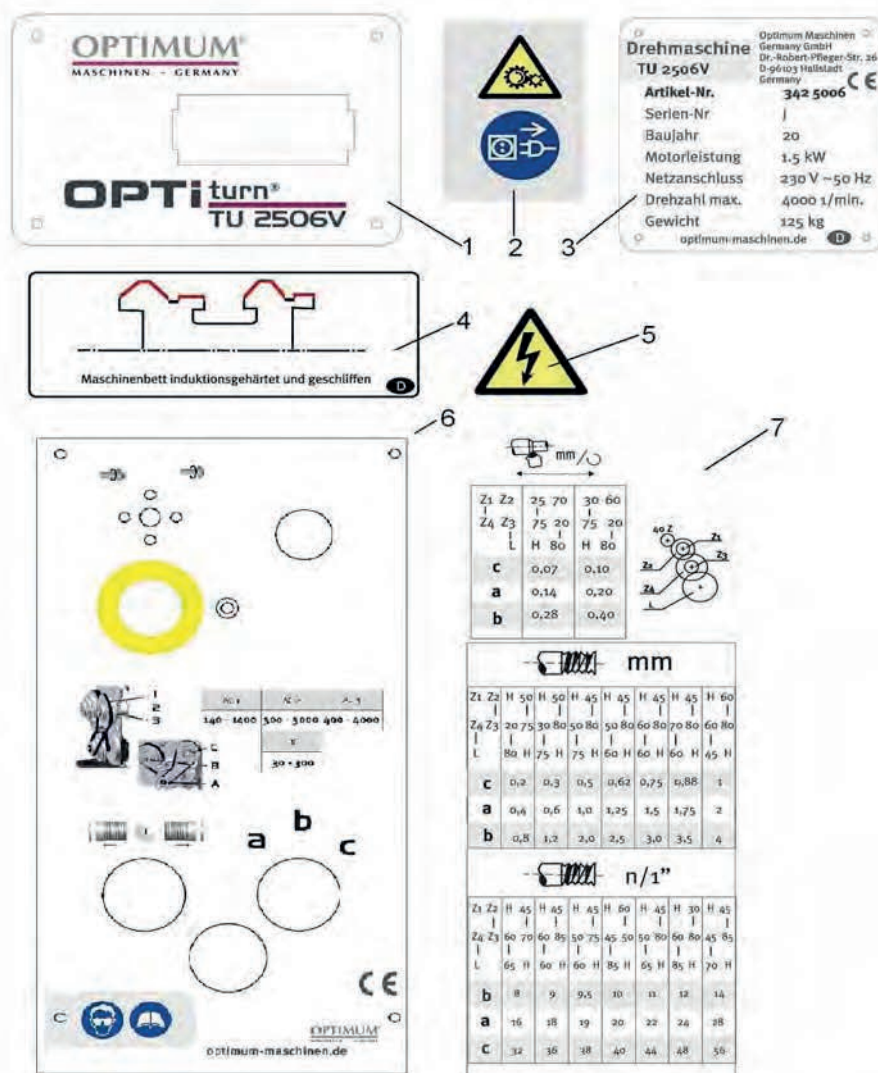 OPTIMUM®
MASCHINEN - GERMANY
OPTi turn®
TU 2506V
1
2
Drehmaschine
TU 2506V
Optimum Maschinen
Germany GmbH
Dr.-Robert-Pfleger-Str. 26
D-96103 Hallstadt
Germany
CE
Artikel-Nr. 342 5006
Serien-Nr
Baujahr 20
Motorleistung 1.5 kW
Netzanschluss 230 V ~50 Hz
Drehzahl max. 4000 1/min.
Gewicht 125 kg
optimum-maschinen.de D
3
Maschinenbett induktionsgehärtet und geschliffen D
4
5
6
1
2
3
C
B
A
140 - 1400 300 - 3000 400 - 4000
30 - 300
a b c
CE
OPTIMUM®
optimum-maschinen.de
7
mm/
Z1 Z2 25 70 30 60
Z4 Z3 75 20 75 20
L H 80 H 80
c 0,07 0,10
a 0,14 0,20
b 0,28 0,40
40 Z
Z1
Z2
Z3
Z4
L
mm
Z1 Z2 H 50 H 50 H 45 H 45 H 45 H 45 H 60
Z4 Z3 20 75 30 80 50 80 50 80 60 80 70 80 60 80
L 80 H 75 H 75 H 60 H 60 H 60 H 45 H
c 0,2 0,3 0,5 0,62 0,75 0,88 1
a 0,4 0,6 1,0 1,25 1,5 1,75 2
b 0,8 1,2 2,0 2,5 3,0 3,5 4
n/1"
Z1 Z2 H 45 H 45 H 45 H 60 H 45 H 30 H 45
Z4 Z3 60 70 60 85 50 75 45 50 50 80 60 80 45 85
L 65 H 60 H 60 H 85 H 65 H 85 H 70 H
b 8 9 9,5 10 11 12 14
a 16 18 19 20 22 24 28
c 32 36 38 40 44 48 56